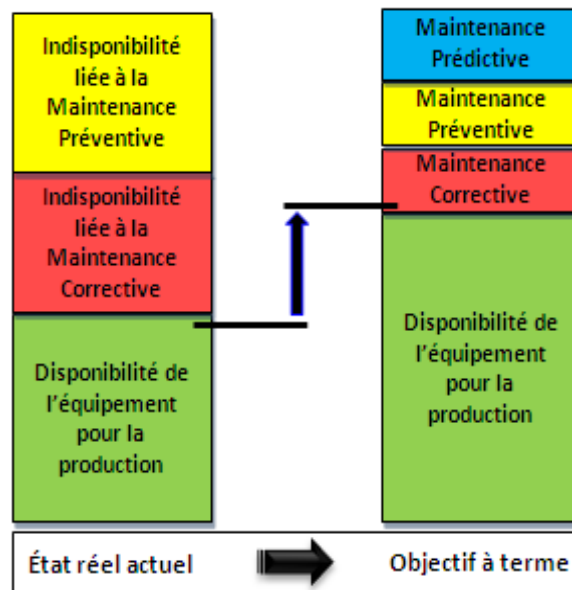 Indisponibilité
liée à la
Maintenance
Préventive
Indisponibilité
liée à la
Maintenance
Corrective
Disponibilité de
l'équipement
pour la
production
Maintenance
Prédictive
Maintenance
Préventive
Maintenance
Corrective
Disponibilité de
l'équipement
pour la
production
État réel actuel
Objectif à terme